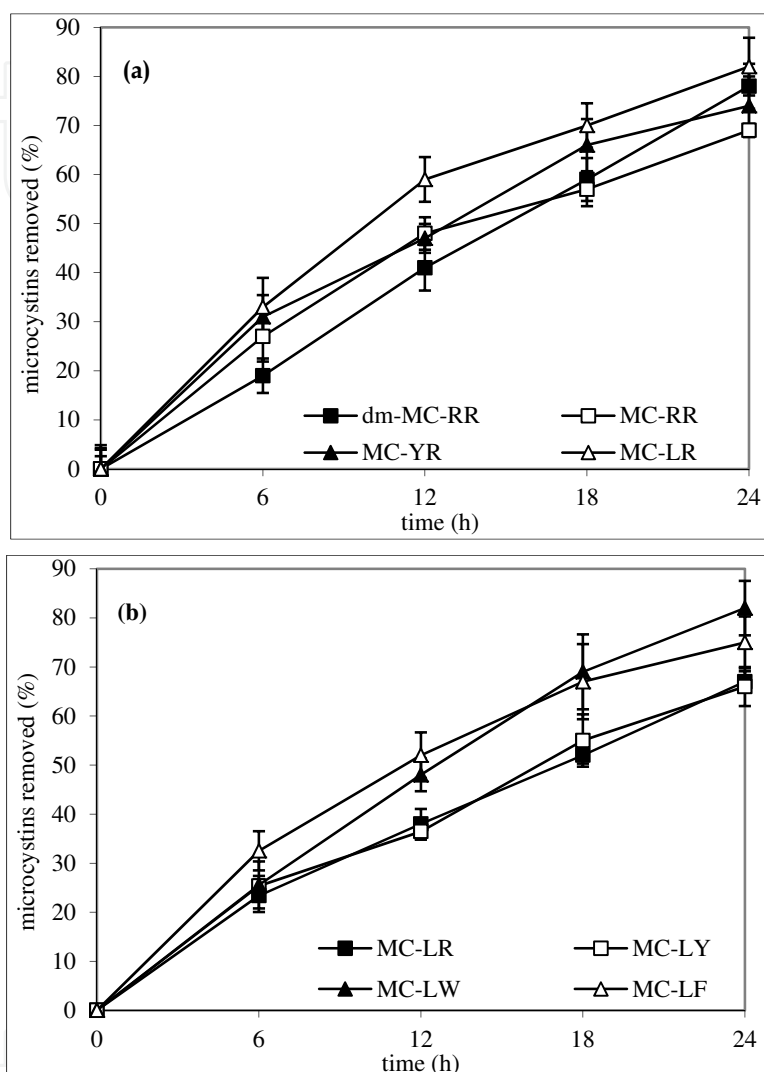 90
80
70
60
50
40
30
20
10
0
microcystins removed (%)
(a)
dm-MC-RR MC-RR
MC-YR MC-LR
0 6 12 18 24
time (h)
90
80
70
60
50
40
30
20
10
0
microcystins removed (%)
(b)
MC-LR MC-LY
MC-LW MC-LF
0 6 12 18 24
time (h)